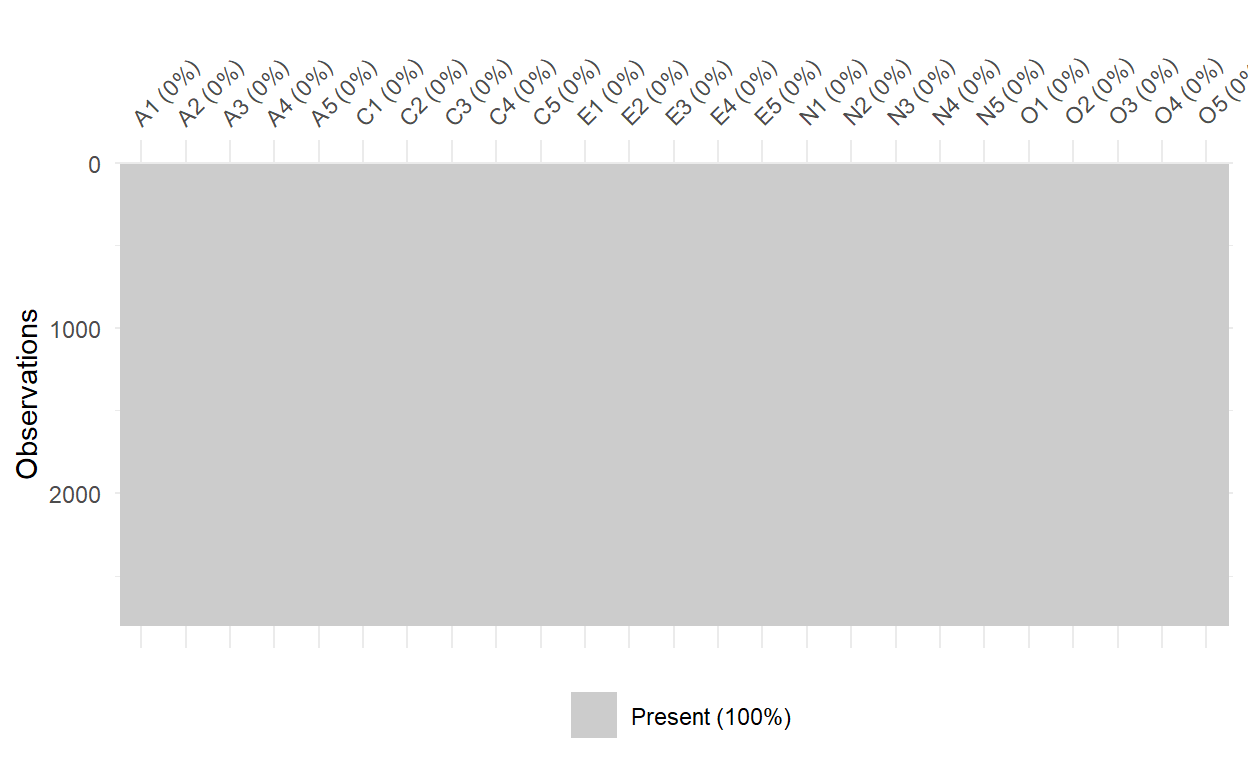 A1 (0%)
A2 (0%)
A3 (0%)
A4 (0%)
A5 (0%)
C1 (0%)
C2 (0%)
C3 (0%)
C4 (0%)
C5 (0%)
E1 (0%)
E2 (0%)
E3 (0%)
E4 (0%)
E5 (0%)
N1 (0%)
N2 (0%)
N3 (0%)
N4 (0%)
N5 (0%)
O1 (0%)
O2 (0%)
O3 (0%)
O4 (0%)
O5 (0%
0
1000
2000
Observations
Present (100%)